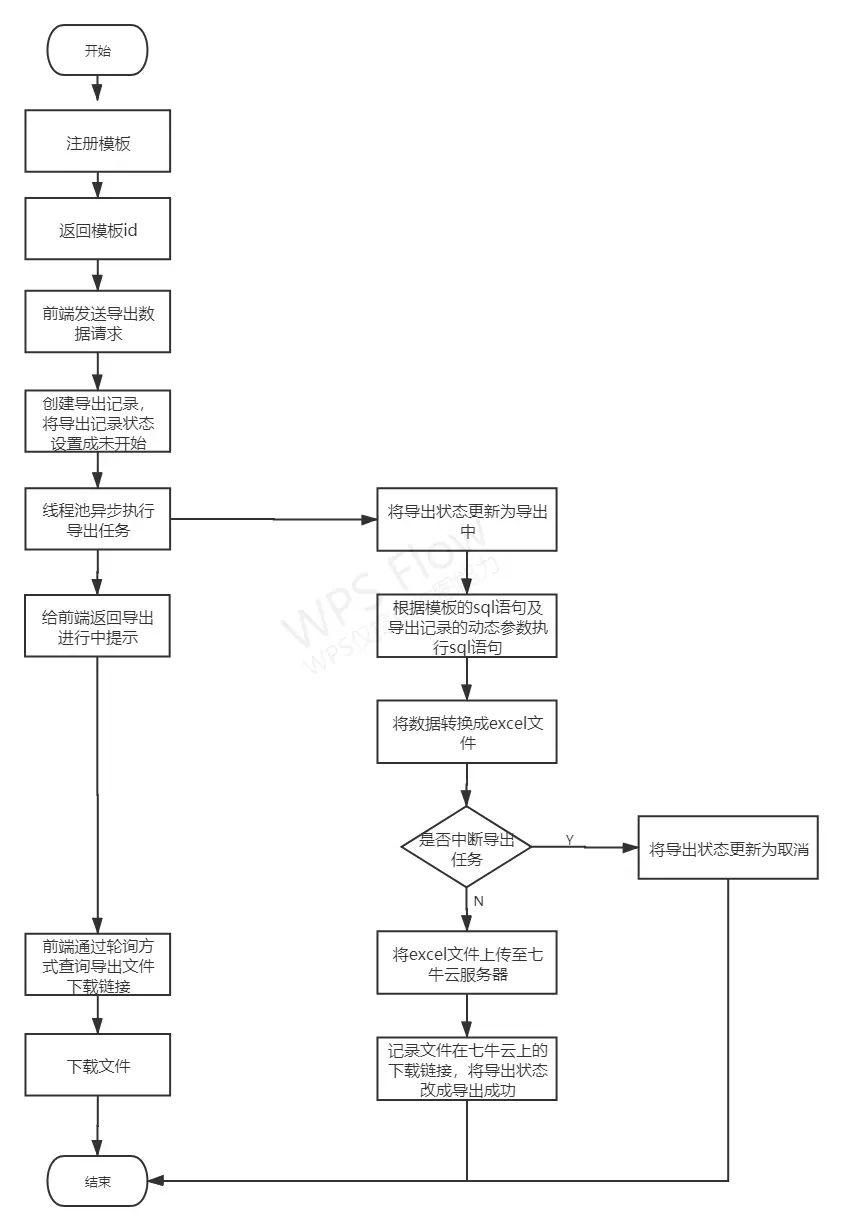 开始
注册模板
返回模板id
前端发送导出数
据请求
创建导出记录，
将导出记录状态
设置成未开始
线程池异步执行
导出任务
给前端返回导出
进行中提示
前端通过轮询方
式查询导出文件
下载链接
下载文件
结束
将导出状态更新为导出
中
根据模板的sql语句及
导出记录的动态参数执
行sql语句
将数据转换成excel文
件
是否中断导出
任务
Y
N
将导出状态更新为取消
将excel文件上传至七
牛云服务器
记录文件在七牛云上的
下载链接，将导出状态
改成导出成功
WPS Flow